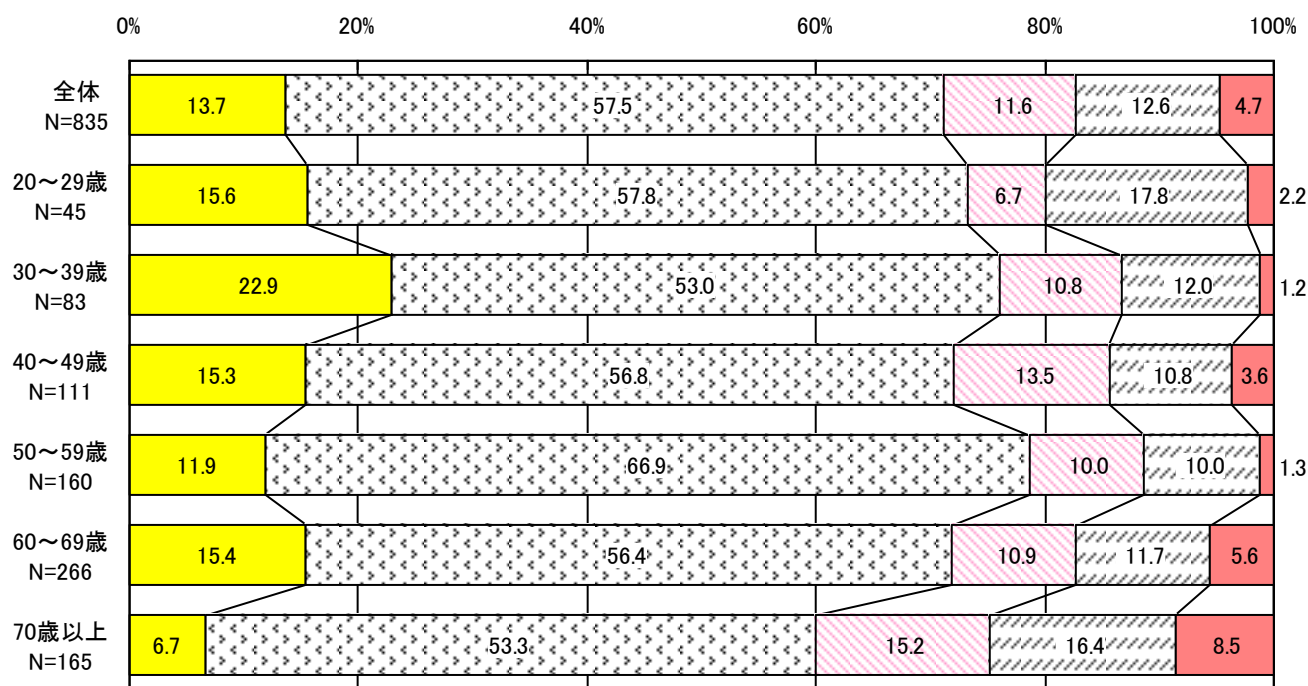 0% 20% 40% 60% 80% 100%
全体
N=835
13.7 57.5 11.6 12.6 4.7
20～29歳
N=45
15.6 57.8 6.7 17.8 2.2
30～39歳
N=83
22.9 53.0 10.8 12.0 1.2
40～49歳
N=111
15.3 56.8 13.5 10.8 3.6
50～59歳
N=160
11.9 66.9 10.0 10.0 1.3
60～69歳
N=266
15.4 56.4 10.9 11.7 5.6
70歳以上
N=165
6.7 53.3 15.2 16.4 8.5